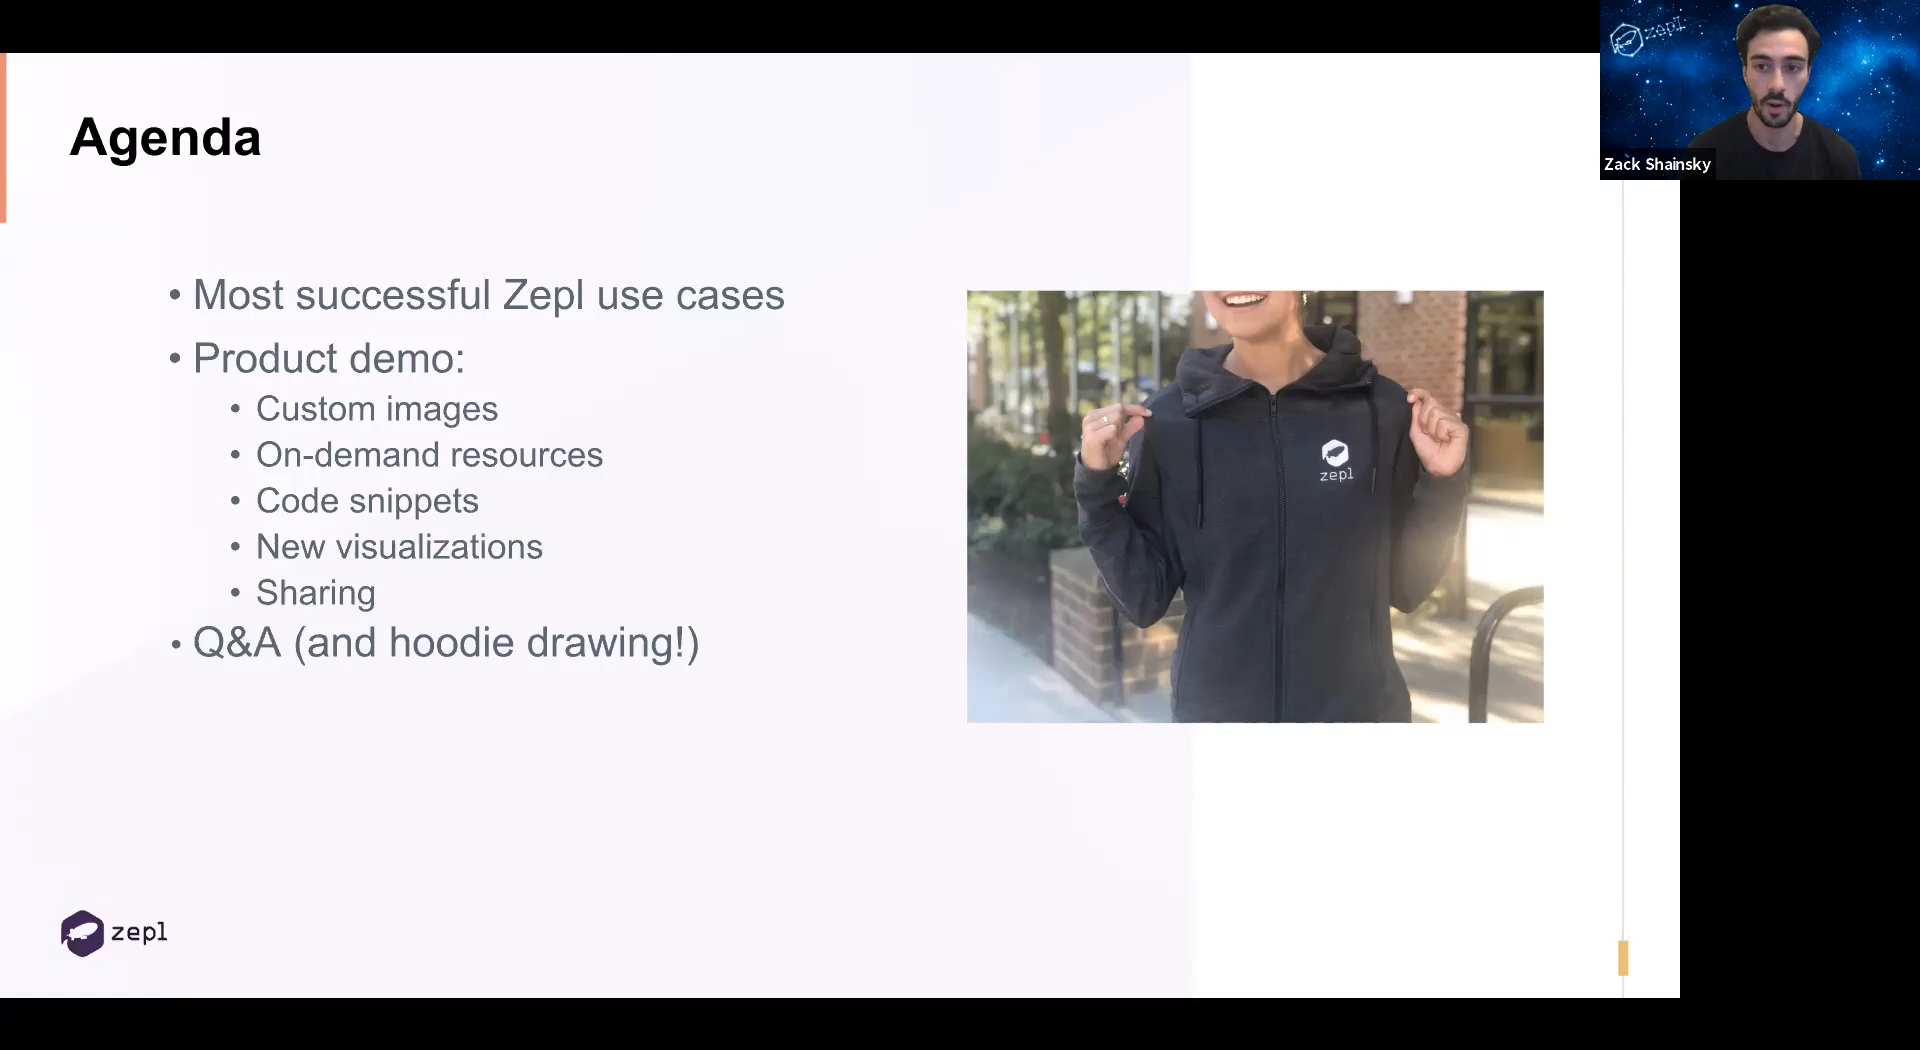 Agenda
• Most successful Zepl use cases
• Product demo:
• Custom images
• On-demand resources
• Code snippets
• New visualizations
• Sharing
• Q&A (and hoodie drawing!)
zepl
zepl
zepl
Zack Shainsky